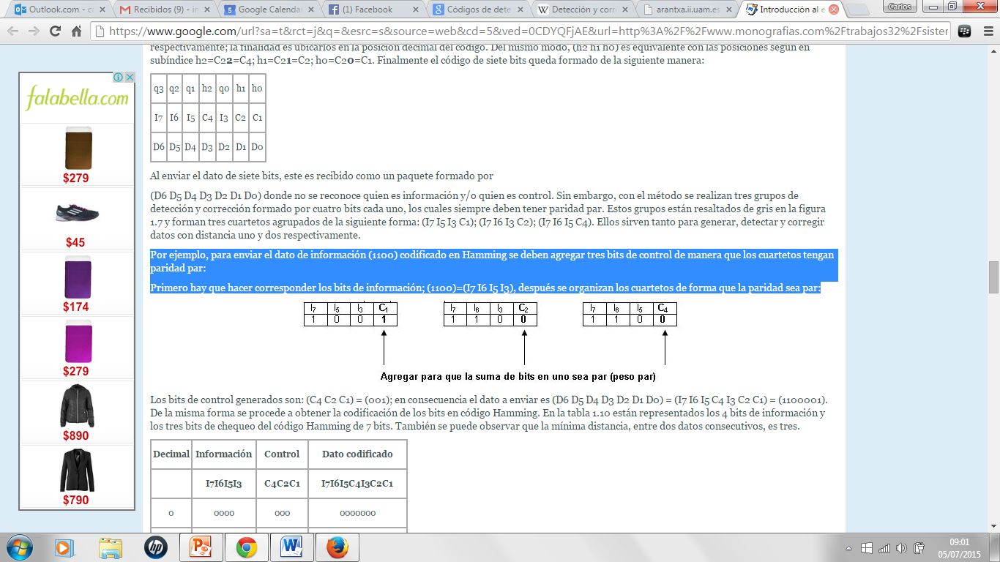 Outlook.com - ca
Recibidos (9) - in
Google Calenda
(1) Facebook
Códigos de dete
Detección y corr
arantxa.ii.uam.es
Introducción al e
Carlos
https://www.google.com/url?sa=t&rct=j&q=&esrc=s&source=web&cd=5&ved=0CDYQFjAE&url=http%3A%2F%2Fwww.monografias.com%2Ftrabajos32%2Fsister
respectivamente; la finalidad es ubicarlos en la posición decimal del código. Del mismo modo, (h2 h1 h0) es equivalente con las posiciones según en
subíndice h2=C22=C4; h1=C21=C2; h0=C20=C1. Finalmente el código de siete bits queda formado de la siguiente manera:
falabella.com
$279
$45
$174
$279
$890
$790
q3 q2 q1 h2 q0 h1 h0
I7 I6 I5 C4 I3 C2 C1
D6 D5 D4 D3 D2 D1 D0
Al enviar el dato de siete bits, este es recibido como un paquete formado por
(D6 D5 D4 D3 D2 D1 D0) donde no se reconoce quien es información y/o quien es control. Sin embargo, con el método se realizan tres grupos de
detección y corrección formado por cuatro bits cada uno, los cuales siempre deben tener paridad par. Estos grupos están resaltados de gris en la figura
1.7 y forman tres cuartetos agrupados de la siguiente forma: (I7 I5 I3 C1); (I7 I6 I3 C2); (I7 I6 I5 C4). Ellos sirven tanto para generar, detectar y corregir
datos con distancia uno y dos respectivamente.
Por ejemplo, para enviar el dato de información (1100) codificado en Hamming se deben agregar tres bits de control de manera que los cuartetos tengan
paridad par:
Primero hay que hacer corresponder los bits de información; (1100)=(I7 I6 I5 I3), después se organizan los cuartetos de forma que la paridad sea par:
I7 I5 I3 C1
1 0 0 1
I7 I6 I3 C2
1 1 0 0
I7 I6 I5 C4
1 1 0 0
Agregar para que la suma de bits en uno sea par (peso par)
Los bits de control generados son: (C4 C2 C1) = (001); en consecuencia el dato a enviar es (D6 D5 D4 D3 D2 D1 D0) = (I7 I6 I5 C4 I3 C2 C1) = (1100001).
De la misma forma se procede a obtener la codificación de los bits en código Hamming. En la tabla 1.10 están representados los 4 bits de información y
los tres bits de chequeo del código Hamming de 7 bits. También se puede observar que la mínima distancia, entre dos datos consecutivos, es tres.
Decimal Información Control Dato codificado
I7I6I5I3 C4C2C1 I7I6I5C4I3C2C1
0 0000 000 0000000
09:01
05/07/2015